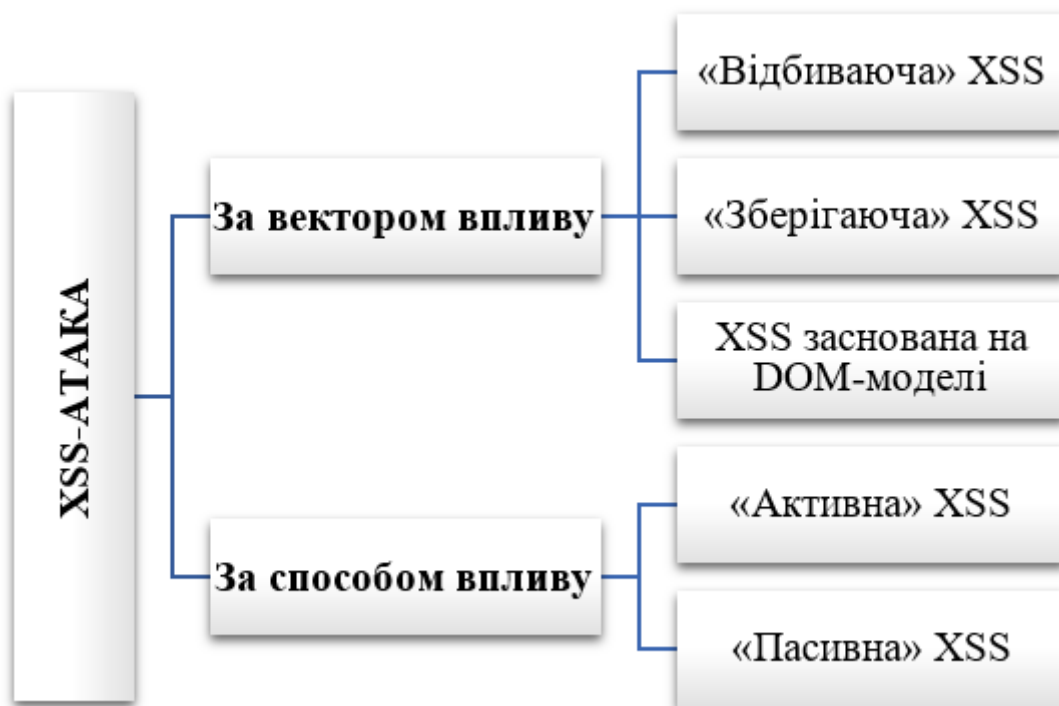 XSS-АТАКА
За вектором впливу
«Відбиваюча» XSS
«Зберігаюча» XSS
XSS заснована на
DOM-моделі
За способом впливу
«Активна» XSS
«Пасивна» XSS